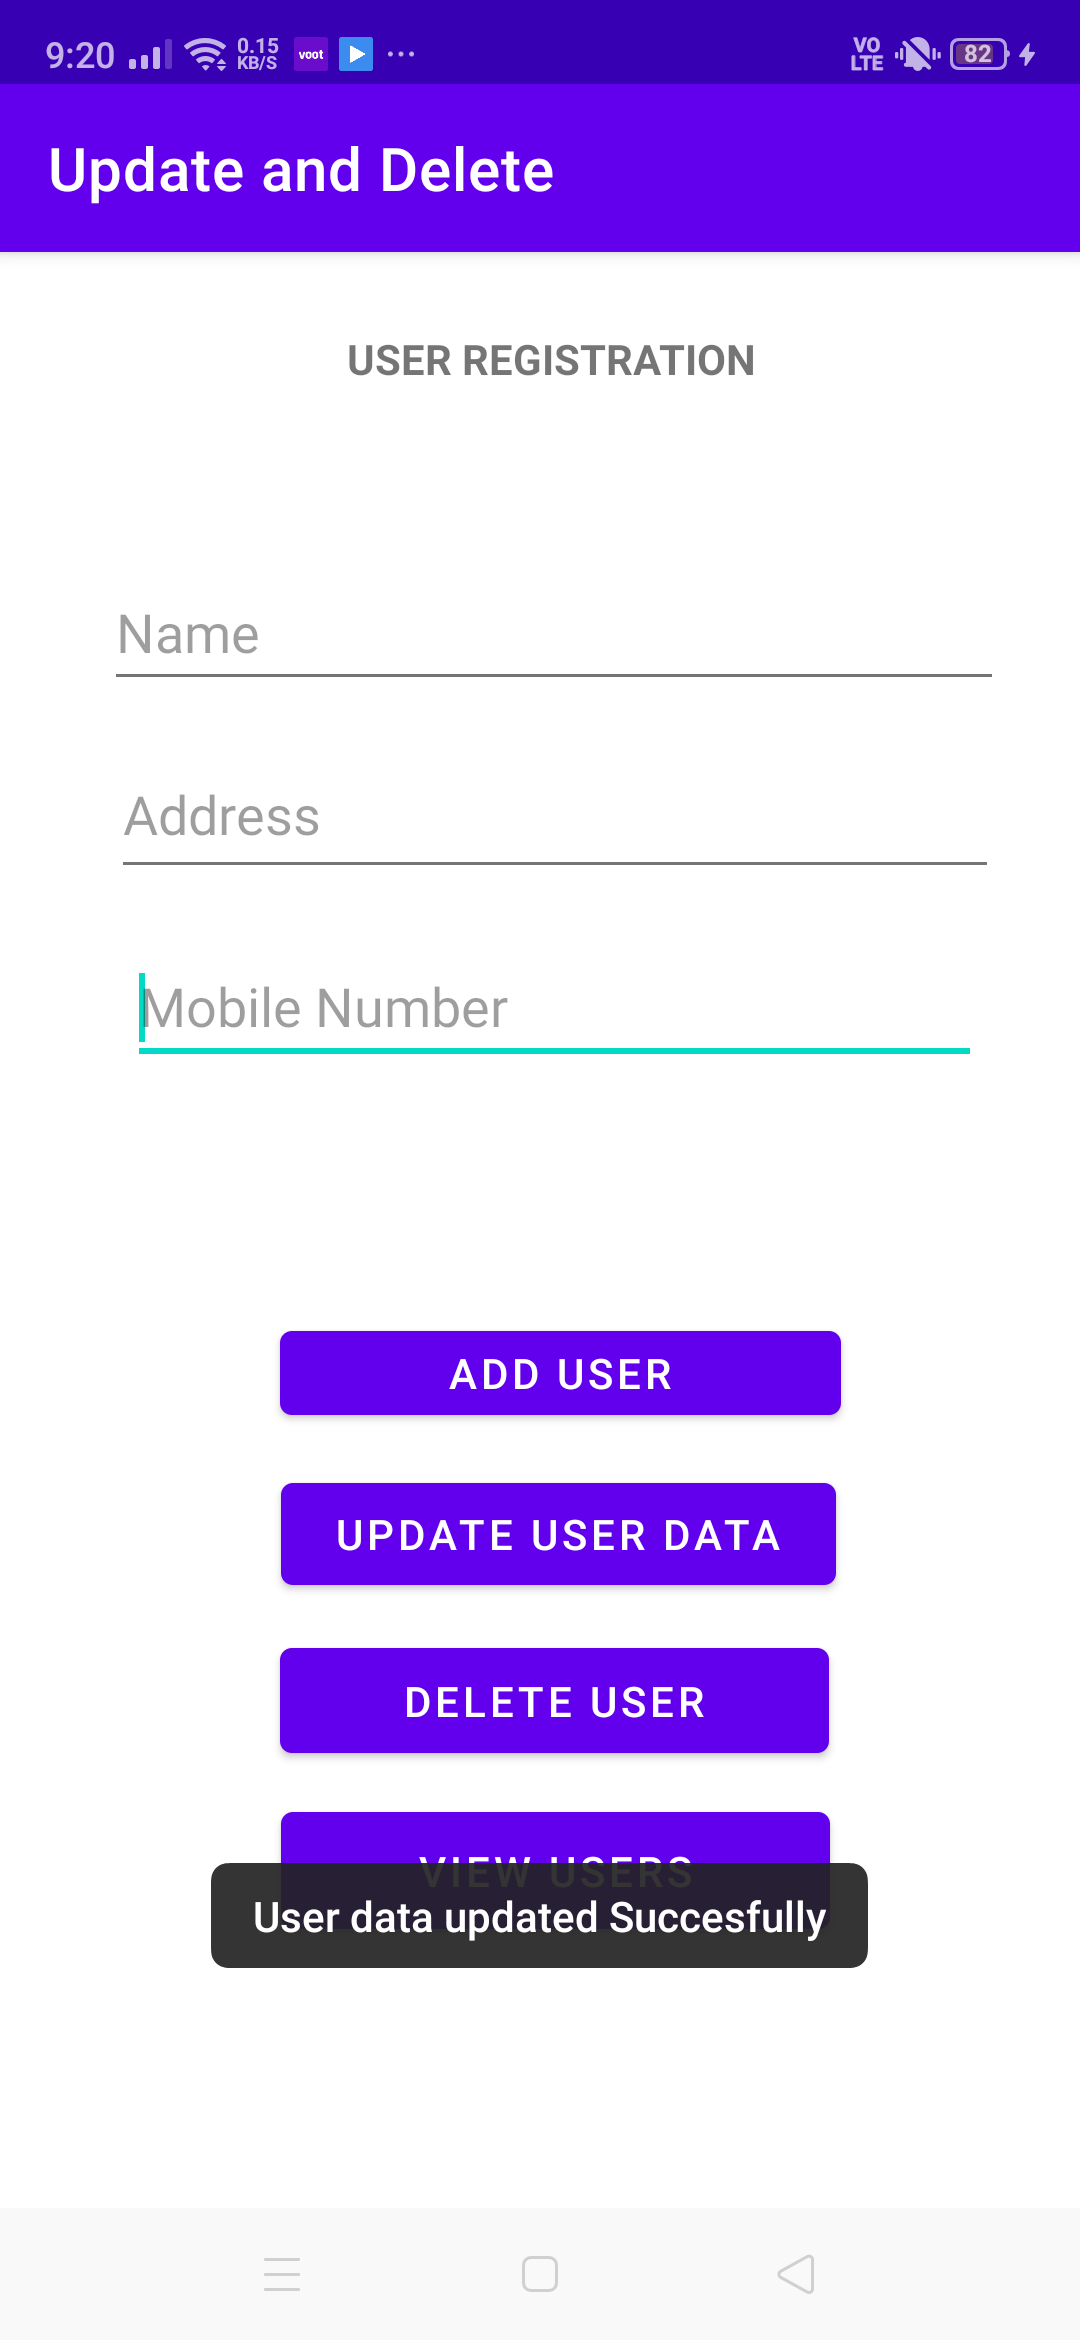 9:20 0.15 KB/S voot VO LTE 82
Update and Delete
USER REGISTRATION
Name
Address
Mobile Number
ADD USER
UPDATE USER DATA
DELETE USER
VIEW USERS
User data updated Succesfully